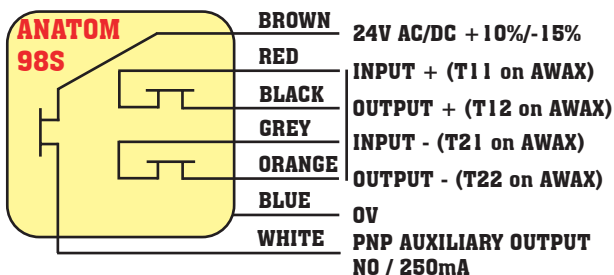 ANATOM
98S
BROWN 24V AC/DC +10%/-15%
RED INPUT + (T11 on AWAX)
BLACK OUTPUT + (T12 on AWAX)
GREY INPUT - (T21 on AWAX)
ORANGE OUTPUT - (T22 on AWAX)
BLUE 0V
WHITE PNP AUXILIARY OUTPUT
NO / 250mA